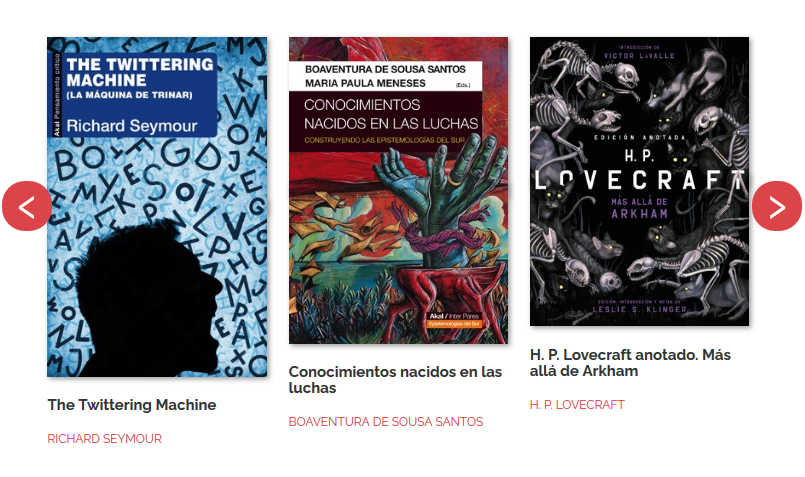 Akal Pensamiento crítico
THE TWITTERING
MACHINE
(LA MÁQUINA DE TRINAR)
Richard Seymour
The Twittering Machine
RICHARD SEYMOUR
BOAVENTURA DE SOUSA SANTOS
MARIA PAULA MENESES (Eds.)
CONOCIMIENTOS
NACIDOS EN LAS LUCHAS
CONSTRUYENDO LAS EPISTEMOLOGÍAS DEL SUR
Akal / Inter Pares
Epistemologías del Sur
Conocimientos nacidos en las
luchas
BOAVENTURA DE SOUSA SANTOS
INTRODUCCIÓN DE
VICTOR LaVALLE
EDICIÓN ANOTADA
H. P.
LOVECRAFT
MÁS ALLÁ DE
ARKHAM
EDICIÓN, INTRODUCCIÓN Y NOTAS DE
LESLIE S. KLINGER
H. P. Lovecraft anotado. Más
allá de Arkham
H. P. LOVECRAFT